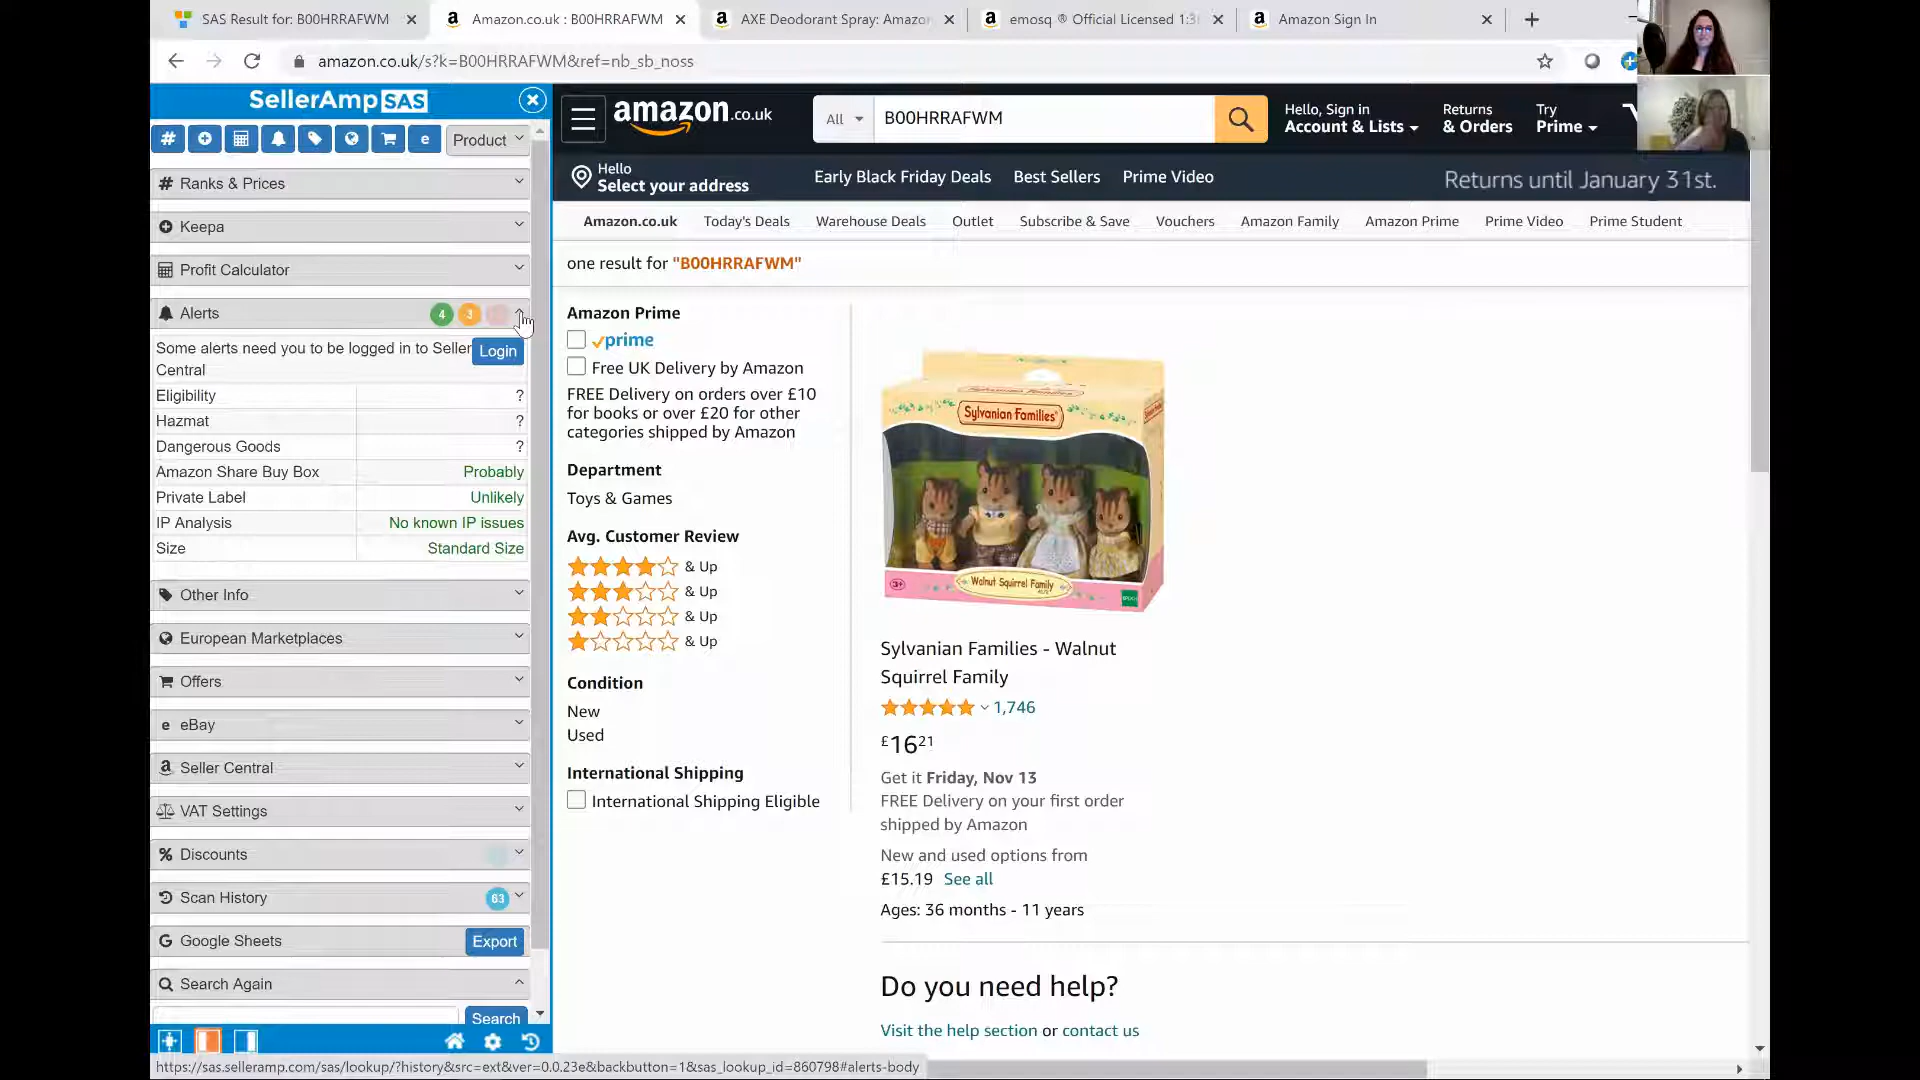 SAS Result for: B00HRRAFWM
Amazon.co.uk : B00HRRAFWM
AXE Deodorant Spray: Amazon
emosq ® Official Licensed 1:3
Amazon Sign In
amazon.co.uk/s?k=B00HRRAFWM&ref=nb_sb_noss
SellerAmp SAS
Product
# Ranks & Prices
Keepa
Profit Calculator
Alerts
4 3
Some alerts need you to be logged in to Seller Central
Login
Eligibility ?
Hazmat ?
Dangerous Goods ?
Amazon Share Buy Box Probably
Private Label Unlikely
IP Analysis No known IP issues
Size Standard Size
Other Info
European Marketplaces
Offers
e eBay
a Seller Central
VAT Settings
% Discounts
Scan History 63
G Google Sheets Export
Search Again
Search
https://sas.selleramp.com/sas/lookup/?history&src=ext&ver=0.0.23e&backbutton=1&sas_lookup_id=860798#alerts-body
amazon.co.uk
All
B00HRRAFWM
Hello, Sign in
Account & Lists
Returns
& Orders
Try
Prime
Hello
Select your address
Early Black Friday Deals
Best Sellers
Prime Video
Returns until January 31st.
Amazon.co.uk
Today's Deals
Warehouse Deals
Outlet
Subscribe & Save
Vouchers
Amazon Family
Amazon Prime
Prime Video
Prime Student
one result for "B00HRRAFWM"
Amazon Prime
prime
Free UK Delivery by Amazon
FREE Delivery on orders over £10
for books or over £20 for other
categories shipped by Amazon
Department
Toys & Games
Avg. Customer Review
& Up
& Up
& Up
& Up
Condition
New
Used
International Shipping
International Shipping Eligible
Sylvanian Families
3+
Walnut Squirrel Family
Sylvanian Families - Walnut
Squirrel Family
1,746
£16 21
Get it Friday, Nov 13
FREE Delivery on your first order
shipped by Amazon
New and used options from
£15.19 See all
Ages: 36 months - 11 years
Do you need help?
Visit the help section or contact us